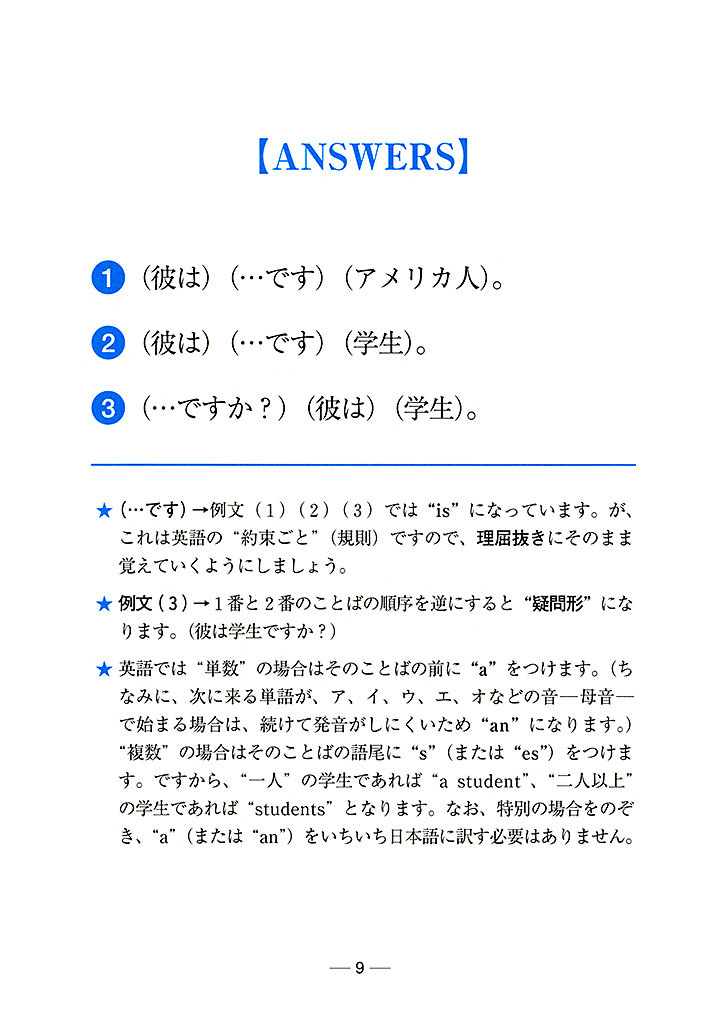 【ANSWERS】
1 (彼は)(…です)(アメリカ人)。
2 (彼は)(…です)(学生)。
3 (…ですか?)(彼は)(学生)。
★ (…です)→例文(1)(2)(3)では“is”になっています。が、
これは英語の“約束ごと”(規則)ですので、理屈抜きにそのまま
覚えていくようにしましょう。
★ 例文(3)→1番と2番のことばの順序を逆にすると“疑問形”にな
ります。(彼は学生ですか?)
★ 英語では“単数”の場合はそのことばの前に“a”をつけます。(ち
なみに、次に来る単語が、ア、イ、ゥ、エ、オなどの音―母音―
で始まる場合は、続けて発音がしにくいため“an”になります。)
“複数”の場合はそのことばの語尾に“s”(または“es”)をつけま
す。ですから、“一人”の学生であれば“a student”、“二人以上”
の学生であれば“students”となります。なお、特別の場合をのぞ
き、“a”(または“an”)をいちいち日本語に訳す必要はありません。
― 9 ―